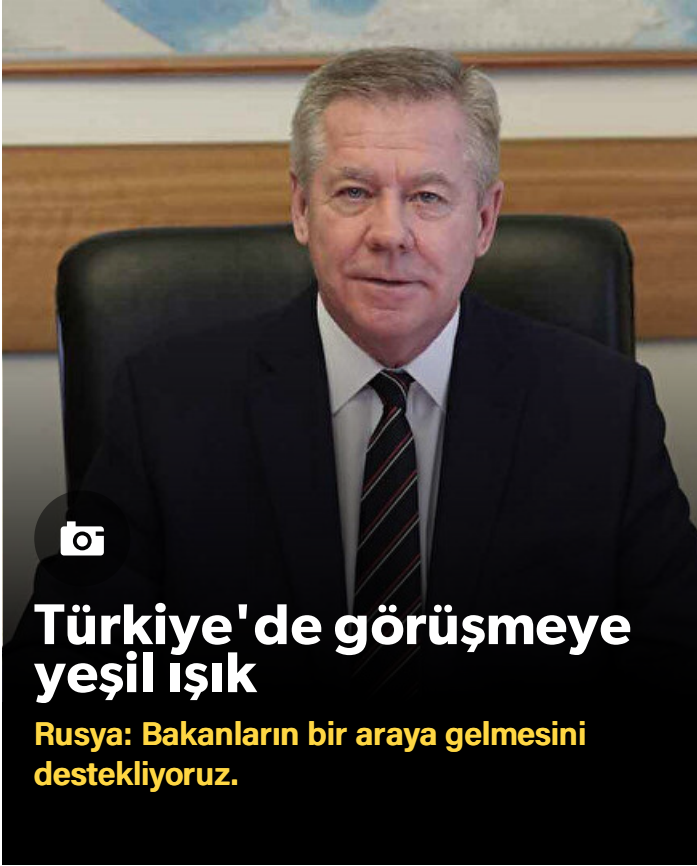 Türkiye'de görüşmeye
yeşil ışık
Rusya: Bakanların bir araya gelmesini
destekliyoruz.